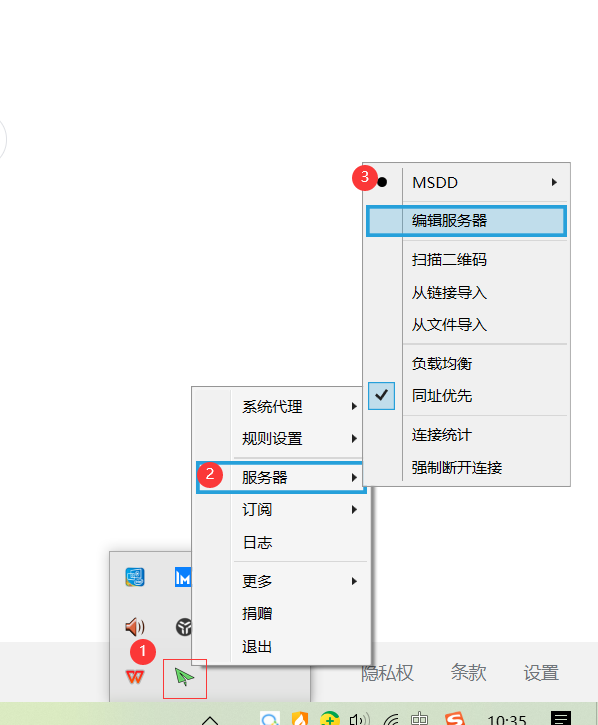 3
MSDD
编辑服务器
扫描二维码
从链接导入
从文件导入
负载均衡
同址优先
连接统计
强制断开连接
系统代理
规则设置
2
服务器
订阅
日志
更多
捐赠
退出
1
隐私权 条款 设置
中 10:35